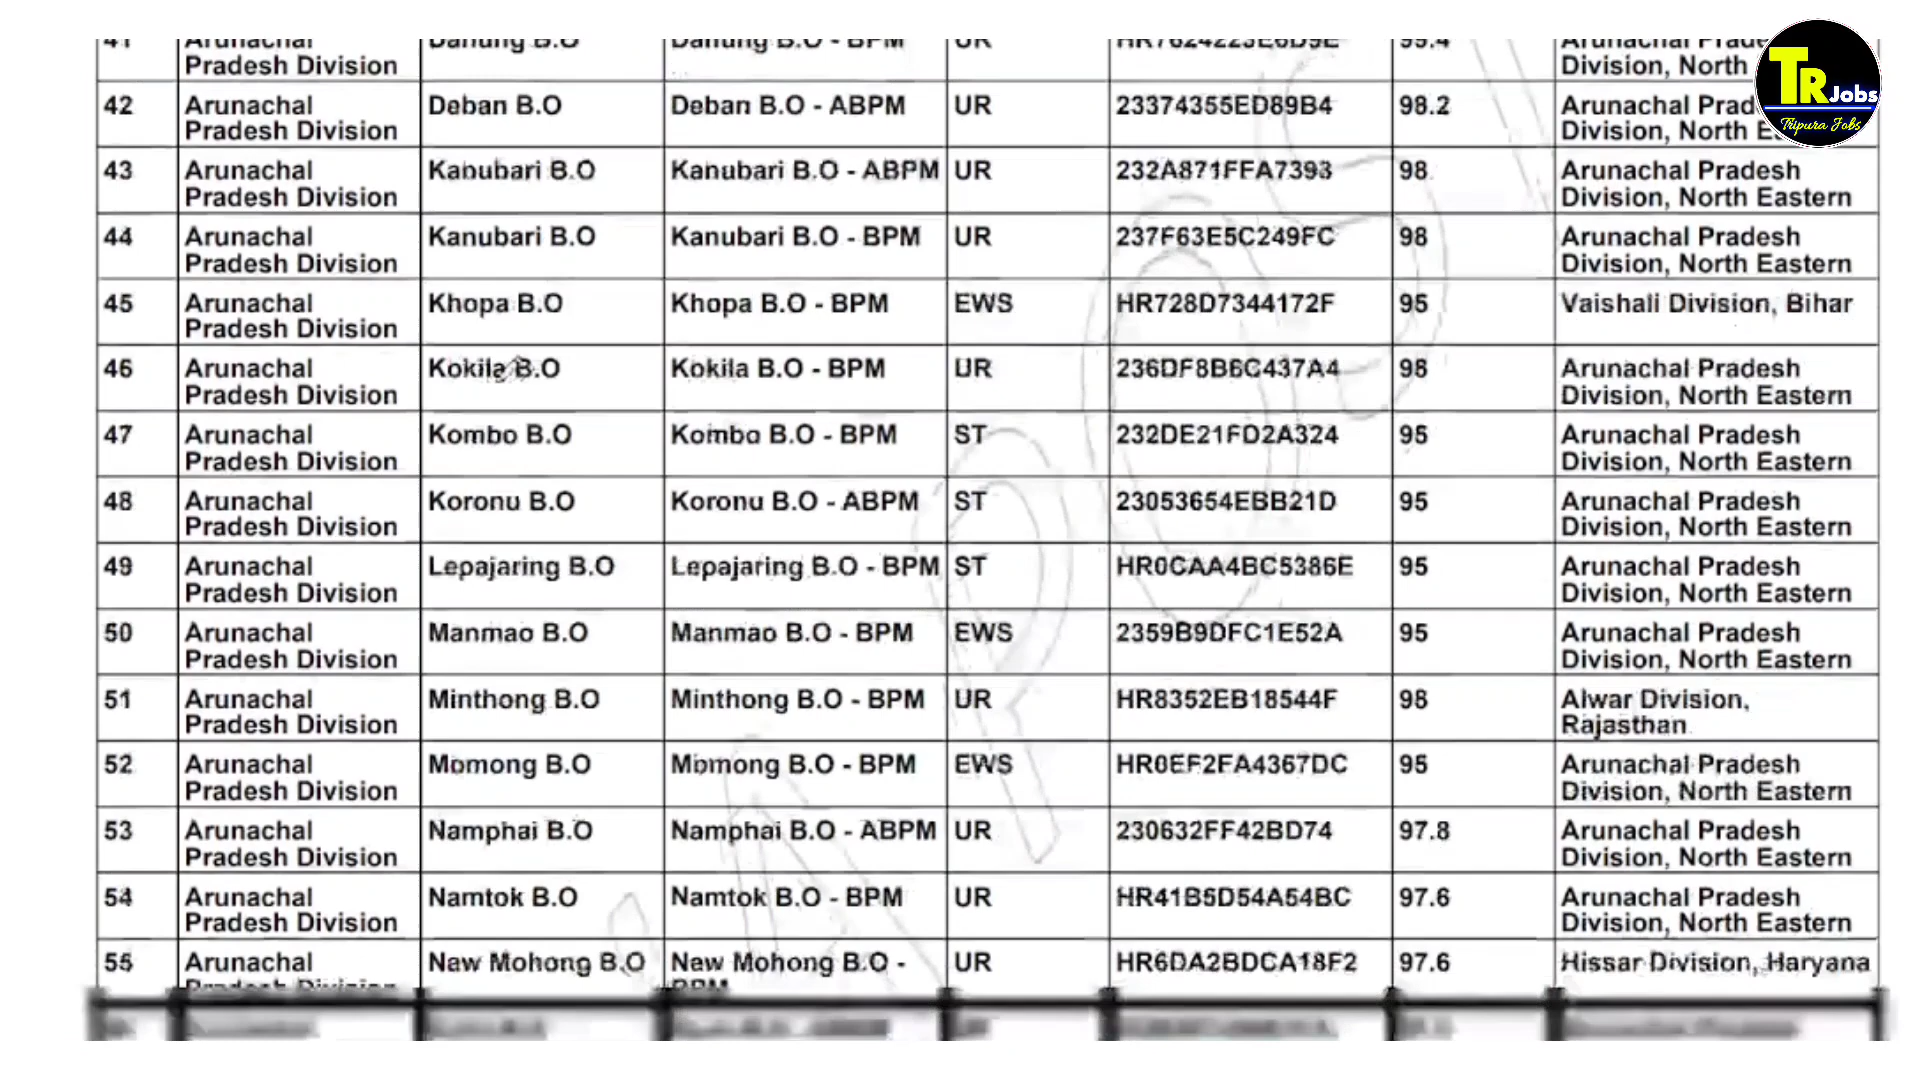 Pradesh Division
Division, North
42 Arunachal Deban B.O Deban B.O - ABPM UR 23374355ED89B4 98.2 Arunachal Prad
Pradesh Division Division, North E
43 Arunachal Kanubari B.O Kanubari B.O - ABPM UR 232A871FFA7393 98 Arunachal Pradesh
Pradesh Division Division, North Eastern
44 Arunachal Kanubari B.O Kanubari B.O - BPM UR 237F63E5C249FC 98 Arunachal Pradesh
Pradesh Division Division, North Eastern
45 Arunachal Khopa B.O Khopa B.O - BPM EWS HR728D7344172F 95 Vaishali Division, Bihar
Pradesh Division
46 Arunachal Kokila B.O Kokila B.O - BPM UR 236DF8B6C437A4 98 Arunachal Pradesh
Pradesh Division Division, North Eastern
47 Arunachal Kombo B.O Kombo B.O - BPM ST 232DE21FD2A324 95 Arunachal Pradesh
Pradesh Division Division, North Eastern
48 Arunachal Koronu B.O Koronu B.O - ABPM ST 23053654EBB21D 95 Arunachal Pradesh
Pradesh Division Division, North Eastern
49 Arunachal Lepajaring B.O Lepajaring B.O - BPM ST HR0CAA4BC5386E 95 Arunachal Pradesh
Pradesh Division Division, North Eastern
50 Arunachal Manmao B.O Manmao B.O - BPM EWS 2359B9DFC1E52A 95 Arunachal Pradesh
Pradesh Division Division, North Eastern
51 Arunachal Minthong B.O Minthong B.O - BPM UR HR8352EB18544F 98 Alwar Division,
Pradesh Division Rajasthan
52 Arunachal Momong B.O Momong B.O - BPM EWS HR0EF2FA4367DC 95 Arunachal Pradesh
Pradesh Division Division, North Eastern
53 Arunachal Namphai B.O Namphai B.O - ABPM UR 230632FF42BD74 97.8 Arunachal Pradesh
Pradesh Division Division, North Eastern
54 Arunachal Namtok B.O Namtok B.O - BPM UR HR41B5D54A54BC 97.6 Arunachal Pradesh
Pradesh Division Division, North Eastern
55 Arunachal New Mohong B.O New Mohong B.O - UR HR6DA2BDCA18F2 97.6 Hissar Division, Haryana
TR Jobs
Tripura Jobs